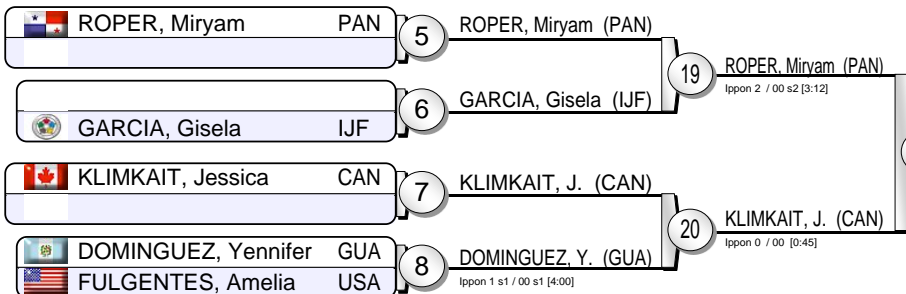 ROPER, Miryam PAN
5
ROPER, Miryam (PAN)
19
ROPER, Miryam (PAN)
Ippon 2 / 00 s2 [3:12]
GARCIA, Gisela IJF
6
GARCIA, Gisela (IJF)
KLIMKAIT, Jessica CAN
7
KLIMKAIT, J. (CAN)
20
KLIMKAIT, J. (CAN)
Ippon 0 / 00 [0:45]
DOMINGUEZ, Yennifer GUA
FULGENTES, Amelia USA
8
DOMINGUEZ, Y. (GUA)
Ippon 1 s1 / 00 s1 [4:00]